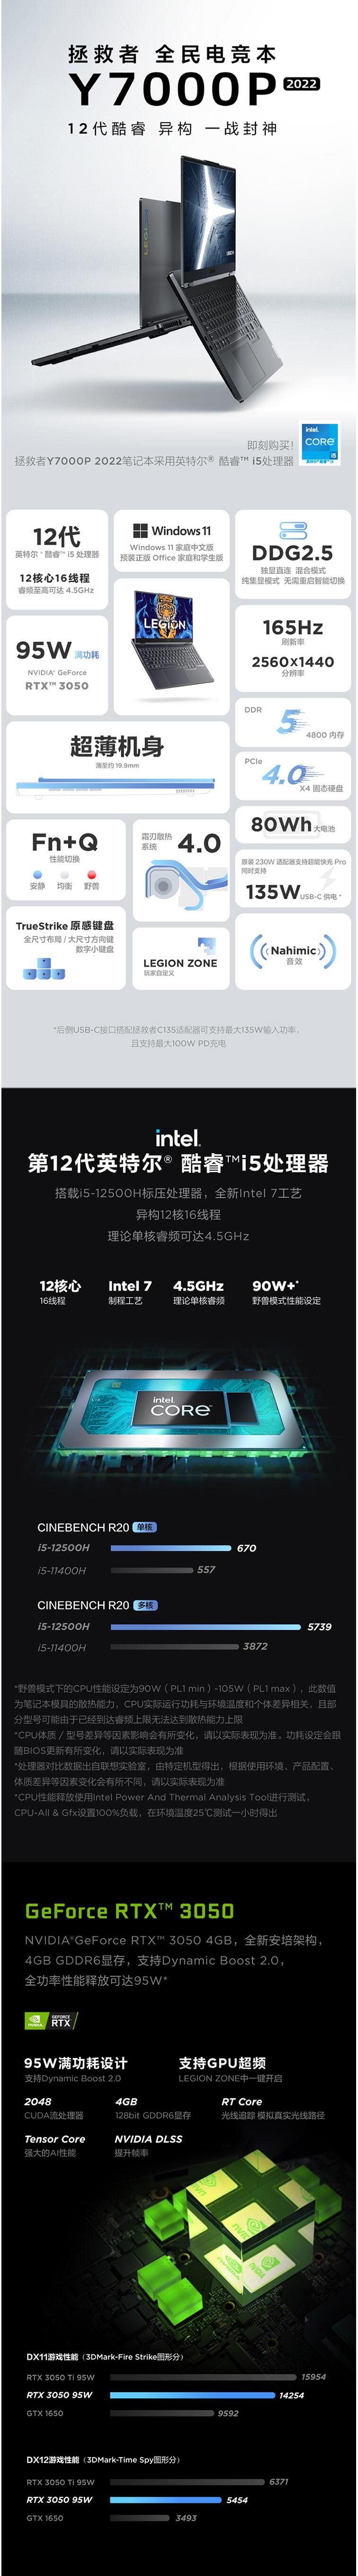 拯救者 全民电竞本
Y7000P 2022
12代酷睿 异构 一战封神
LEGION
即刻购买！
拯救者Y7000P 2022笔记本采用英特尔® 酷睿™ i5处理器
intel.
CORE
i5
12代
英特尔® 酷睿™ i5 处理器
12核心16线程
睿频至高可达 4.5GHz
Windows 11
Windows 11 家庭中文版
预装正版 Office 家庭和学生版
DDG2.5
独显直连 混合模式
纯集显模式 无需重启智能切换
95W 满功耗
NVIDIA® GeForce
RTX™ 3050
LEGION
165Hz
刷新率
2560X1440
分辨率
超薄机身
薄至约 19.9mm
DDR
5
4800 内存
PCIe
4.0
X4 固态硬盘
80Wh 大电池
Fn+Q
性能切换
安静 均衡 野兽
霜刃散热
系统 4.0
原装 230W 适配器支持超能快充 Pro
同时支持
135W USB-C 供电*
TrueStrike 原感键盘
全尺寸布局 / 大尺寸方向键
数字小键盘
LEGION ZONE
玩家自定义
Nahimic
音效
*后侧USB-C接口搭配拯救者C135适配器可支持最大135W输入功率，
且支持最大100W PD充电
intel.
第12代英特尔® 酷睿™i5处理器
搭载i5-12500H标压处理器，全新Intel 7工艺
异构12核16线程
理论单核睿频可达4.5GHz
12核心 Intel 7 4.5GHz 90W+*
16线程 制程工艺 理论单核睿频 野兽模式性能设定
intel.
CORE™
CINEBENCH R20 单核
i5-12500H 670
i5-11400H 557
CINEBENCH R20 多核
i5-12500H 5739
i5-11400H 3872
*野兽模式下的CPU性能设定为90W（PL1 min）~105W（PL1 max），此数值
为笔记本模具的散热能力，CPU实际运行功耗与环境温度和个体差异相关，且部
分型号可能由于已经到达睿频上限无法达到散热能力上限
*CPU体质 / 型号差异等因素影响会有所变化，请以实际表现为准。功耗设定会跟
随BIOS更新有所变化，请以实际表现为准
*处理器对比数据出自联想实验室，由特定机型得出，根据使用环境、产品配置、
体质差异等因素变化会有所不同，请以实际表现为准
*CPU性能释放使用Intel Power And Thermal Analysis Tool进行测试，
CPU-All & Gfx设置100%负载，在环境温度25℃测试一小时得出
GeForce RTX™ 3050
NVIDIA®GeForce RTX™ 3050 4GB，全新安培架构，
4GB GDDR6显存，支持Dynamic Boost 2.0，
全功率性能释放可达95W*
NVIDIA GEFORCE RTX
95W满功耗设计 支持GPU超频
支持Dynamic Boost 2.0 LEGION ZONE中一键开启
2048 4GB RT Core
CUDA流处理器 128bit GDDR6显存 光线追踪 模拟真实光线路径
Tensor Core NVIDIA DLSS
强大的AI性能 提升帧率
NVIDIA
DX11游戏性能（3DMark-Fire Strike图形分）
RTX 3050 Ti 95W 15954
RTX 3050 95W 14254
GTX 1650 9592
DX12游戏性能（3DMark-Time Spy图形分）
RTX 3050 Ti 95W 6371
RTX 3050 95W 5454
GTX 1650 3493